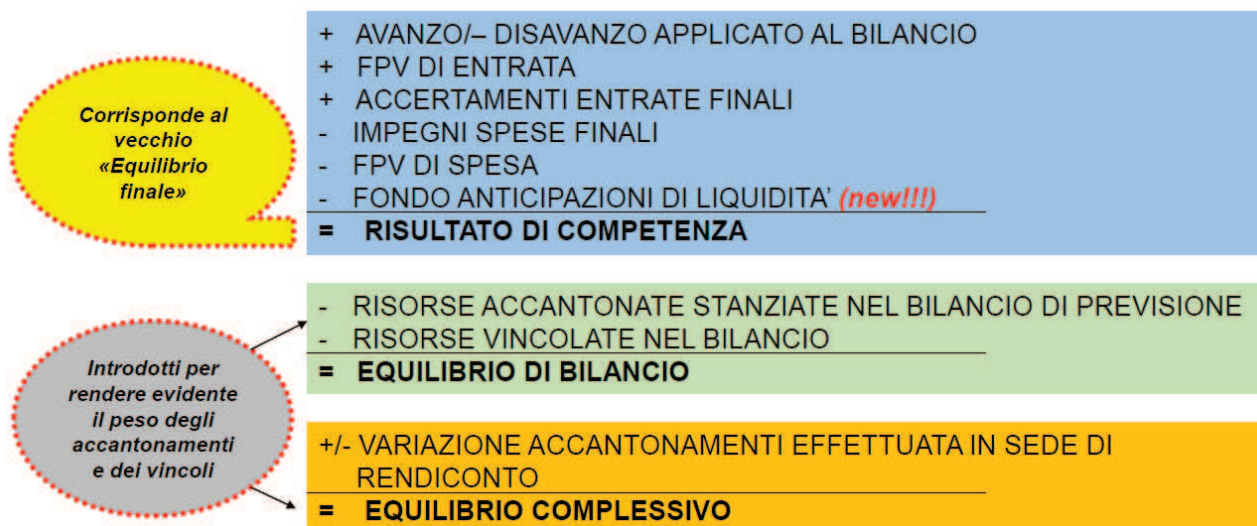 Corrisponde al
vecchio
«Equilibrio
finale»
+ AVANZO/– DISAVANZO APPLICATO AL BILANCIO
+ FPV DI ENTRATA
+ ACCERTAMENTI ENTRATE FINALI
- IMPEGNI SPESE FINALI
- FPV DI SPESA
- FONDO ANTICIPAZIONI DI LIQUIDITA’ (new!!!)
= RISULTATO DI COMPETENZA
Introdotti per
rendere evidente
il peso degli
accantonamenti
e dei vincoli
- RISORSE ACCANTONATE STANZIATE NEL BILANCIO DI PREVISIONE
- RISORSE VINCOLATE NEL BILANCIO
= EQUILIBRIO DI BILANCIO
+/- VARIAZIONE ACCANTONAMENTI EFFETTUATA IN SEDE DI
RENDICONTO
= EQUILIBRIO COMPLESSIVO